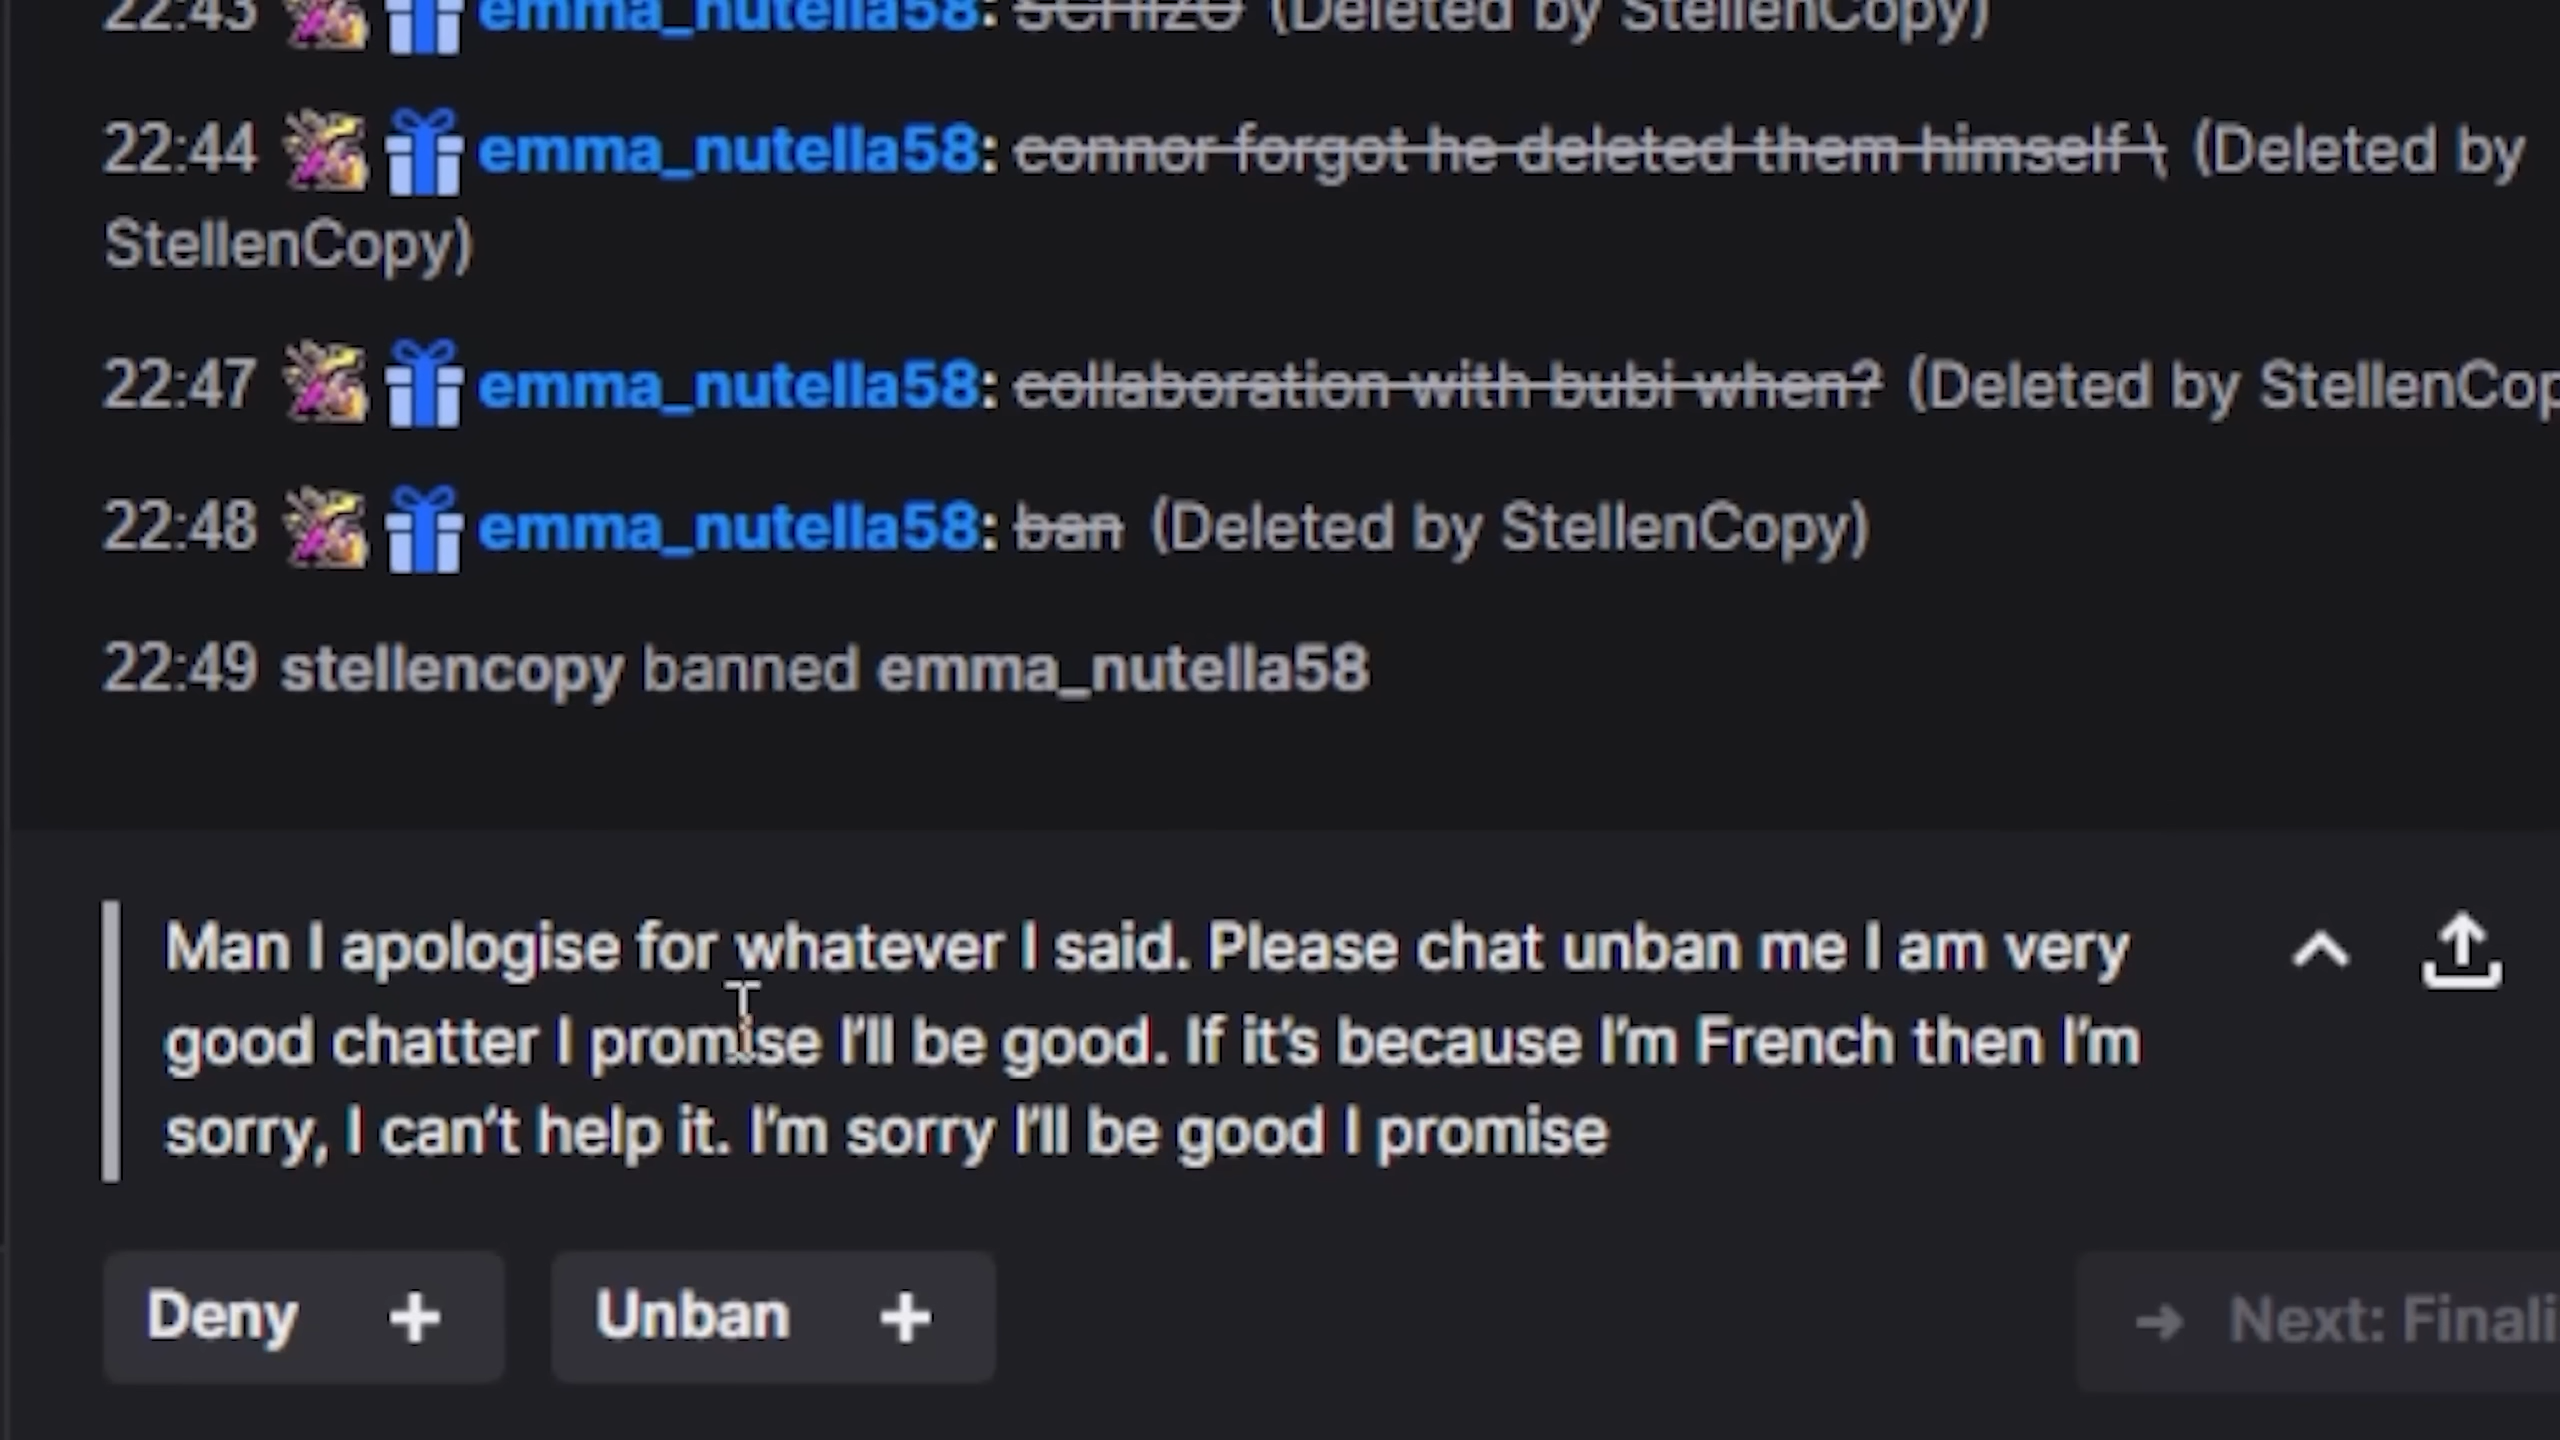 22:43 emma_nutella58: SCHIZO (Deleted by StellenCopy)
22:44 emma_nutella58: connor forgot he deleted them himself \ (Deleted by
StellenCopy)
22:47 emma_nutella58: collaboration with bubi when? (Deleted by StellenCop
22:48 emma_nutella58: ban (Deleted by StellenCopy)
22:49 stellencopy banned emma_nutella58
Man I apologise for whatever I said. Please chat unban me I am very
good chatter I promise I'll be good. If it's because I'm French then I'm
sorry, I can't help it. I'm sorry I'll be good I promise
Deny + Unban + → Next: Finali